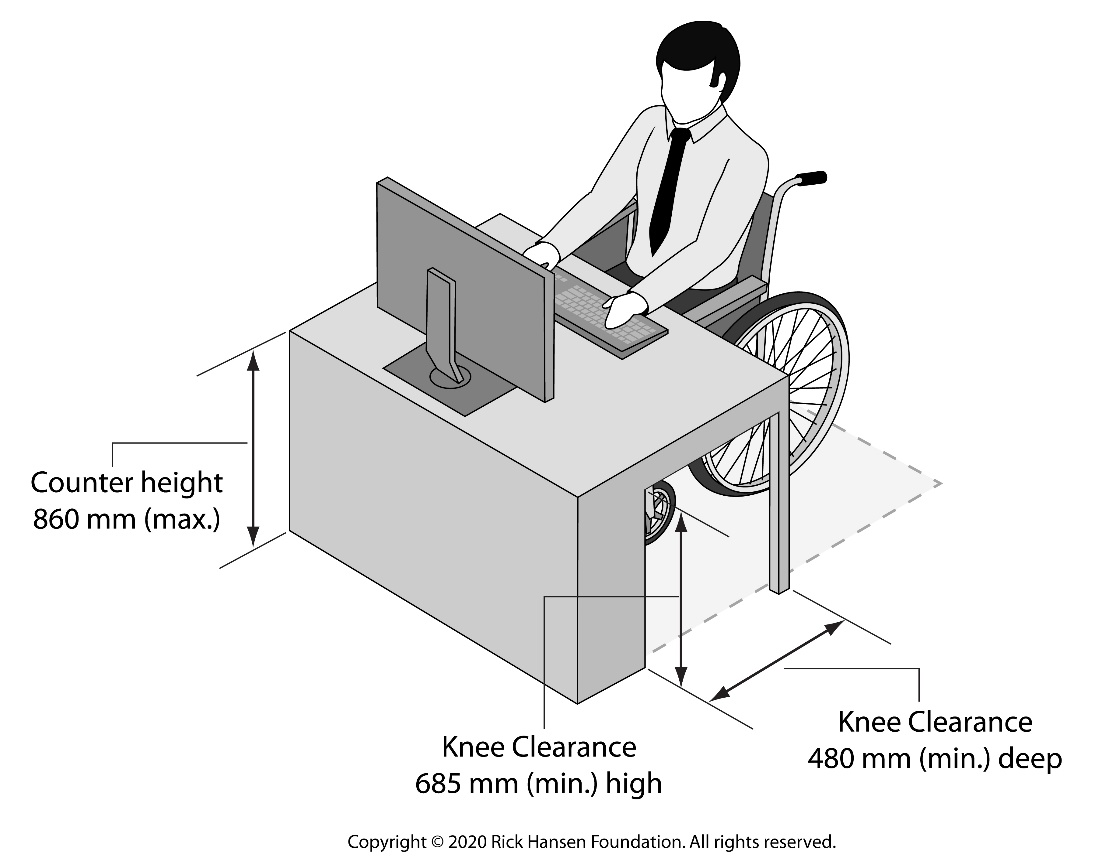 Counter height
860 mm (max.)
Knee Clearance
685 mm (min.) high
Knee Clearance
480 mm (min.) deep
Copyright © 2020 Rick Hansen Foundation. All rights reserved.